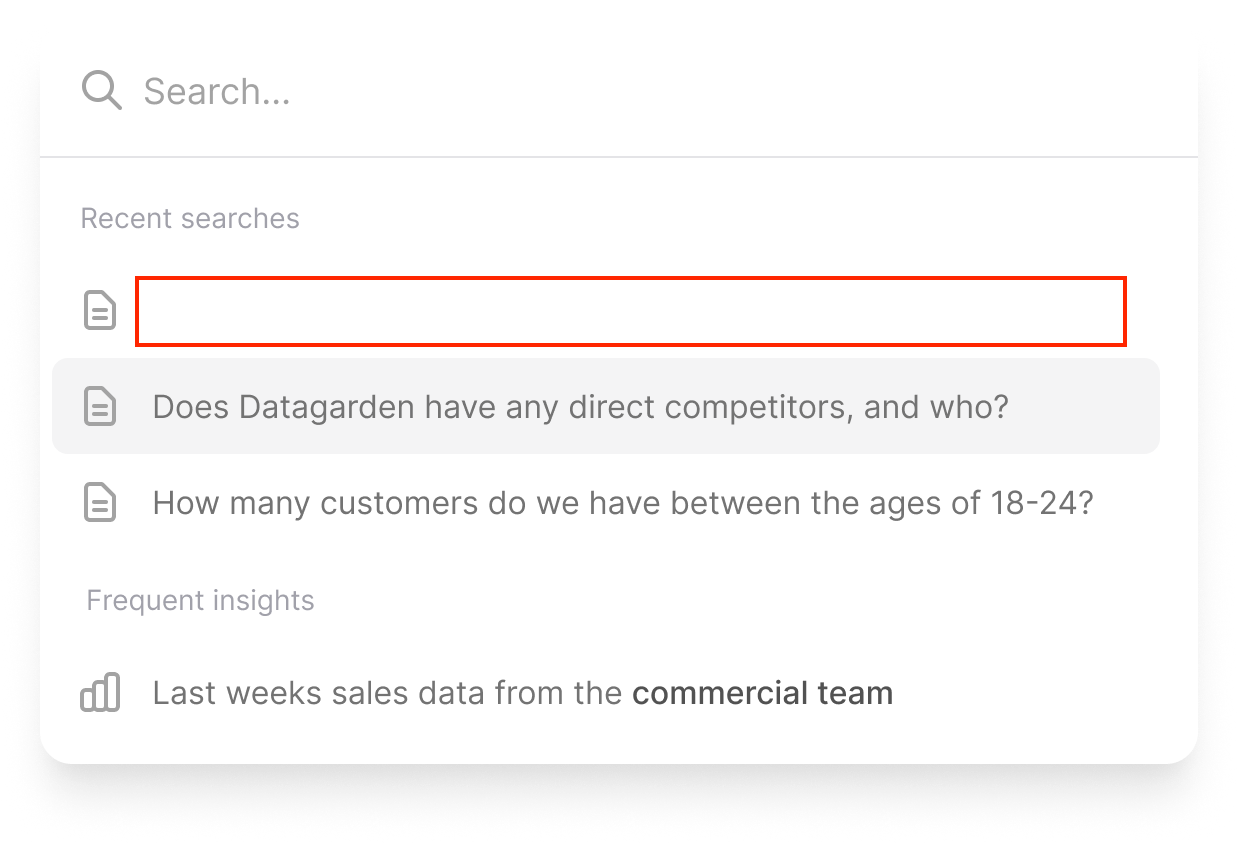 Search...
Recent searches
Does Datagarden have any direct competitors, and who?
How many customers do we have between the ages of 18-24?
Frequent insights
Last weeks sales data from the commercial team